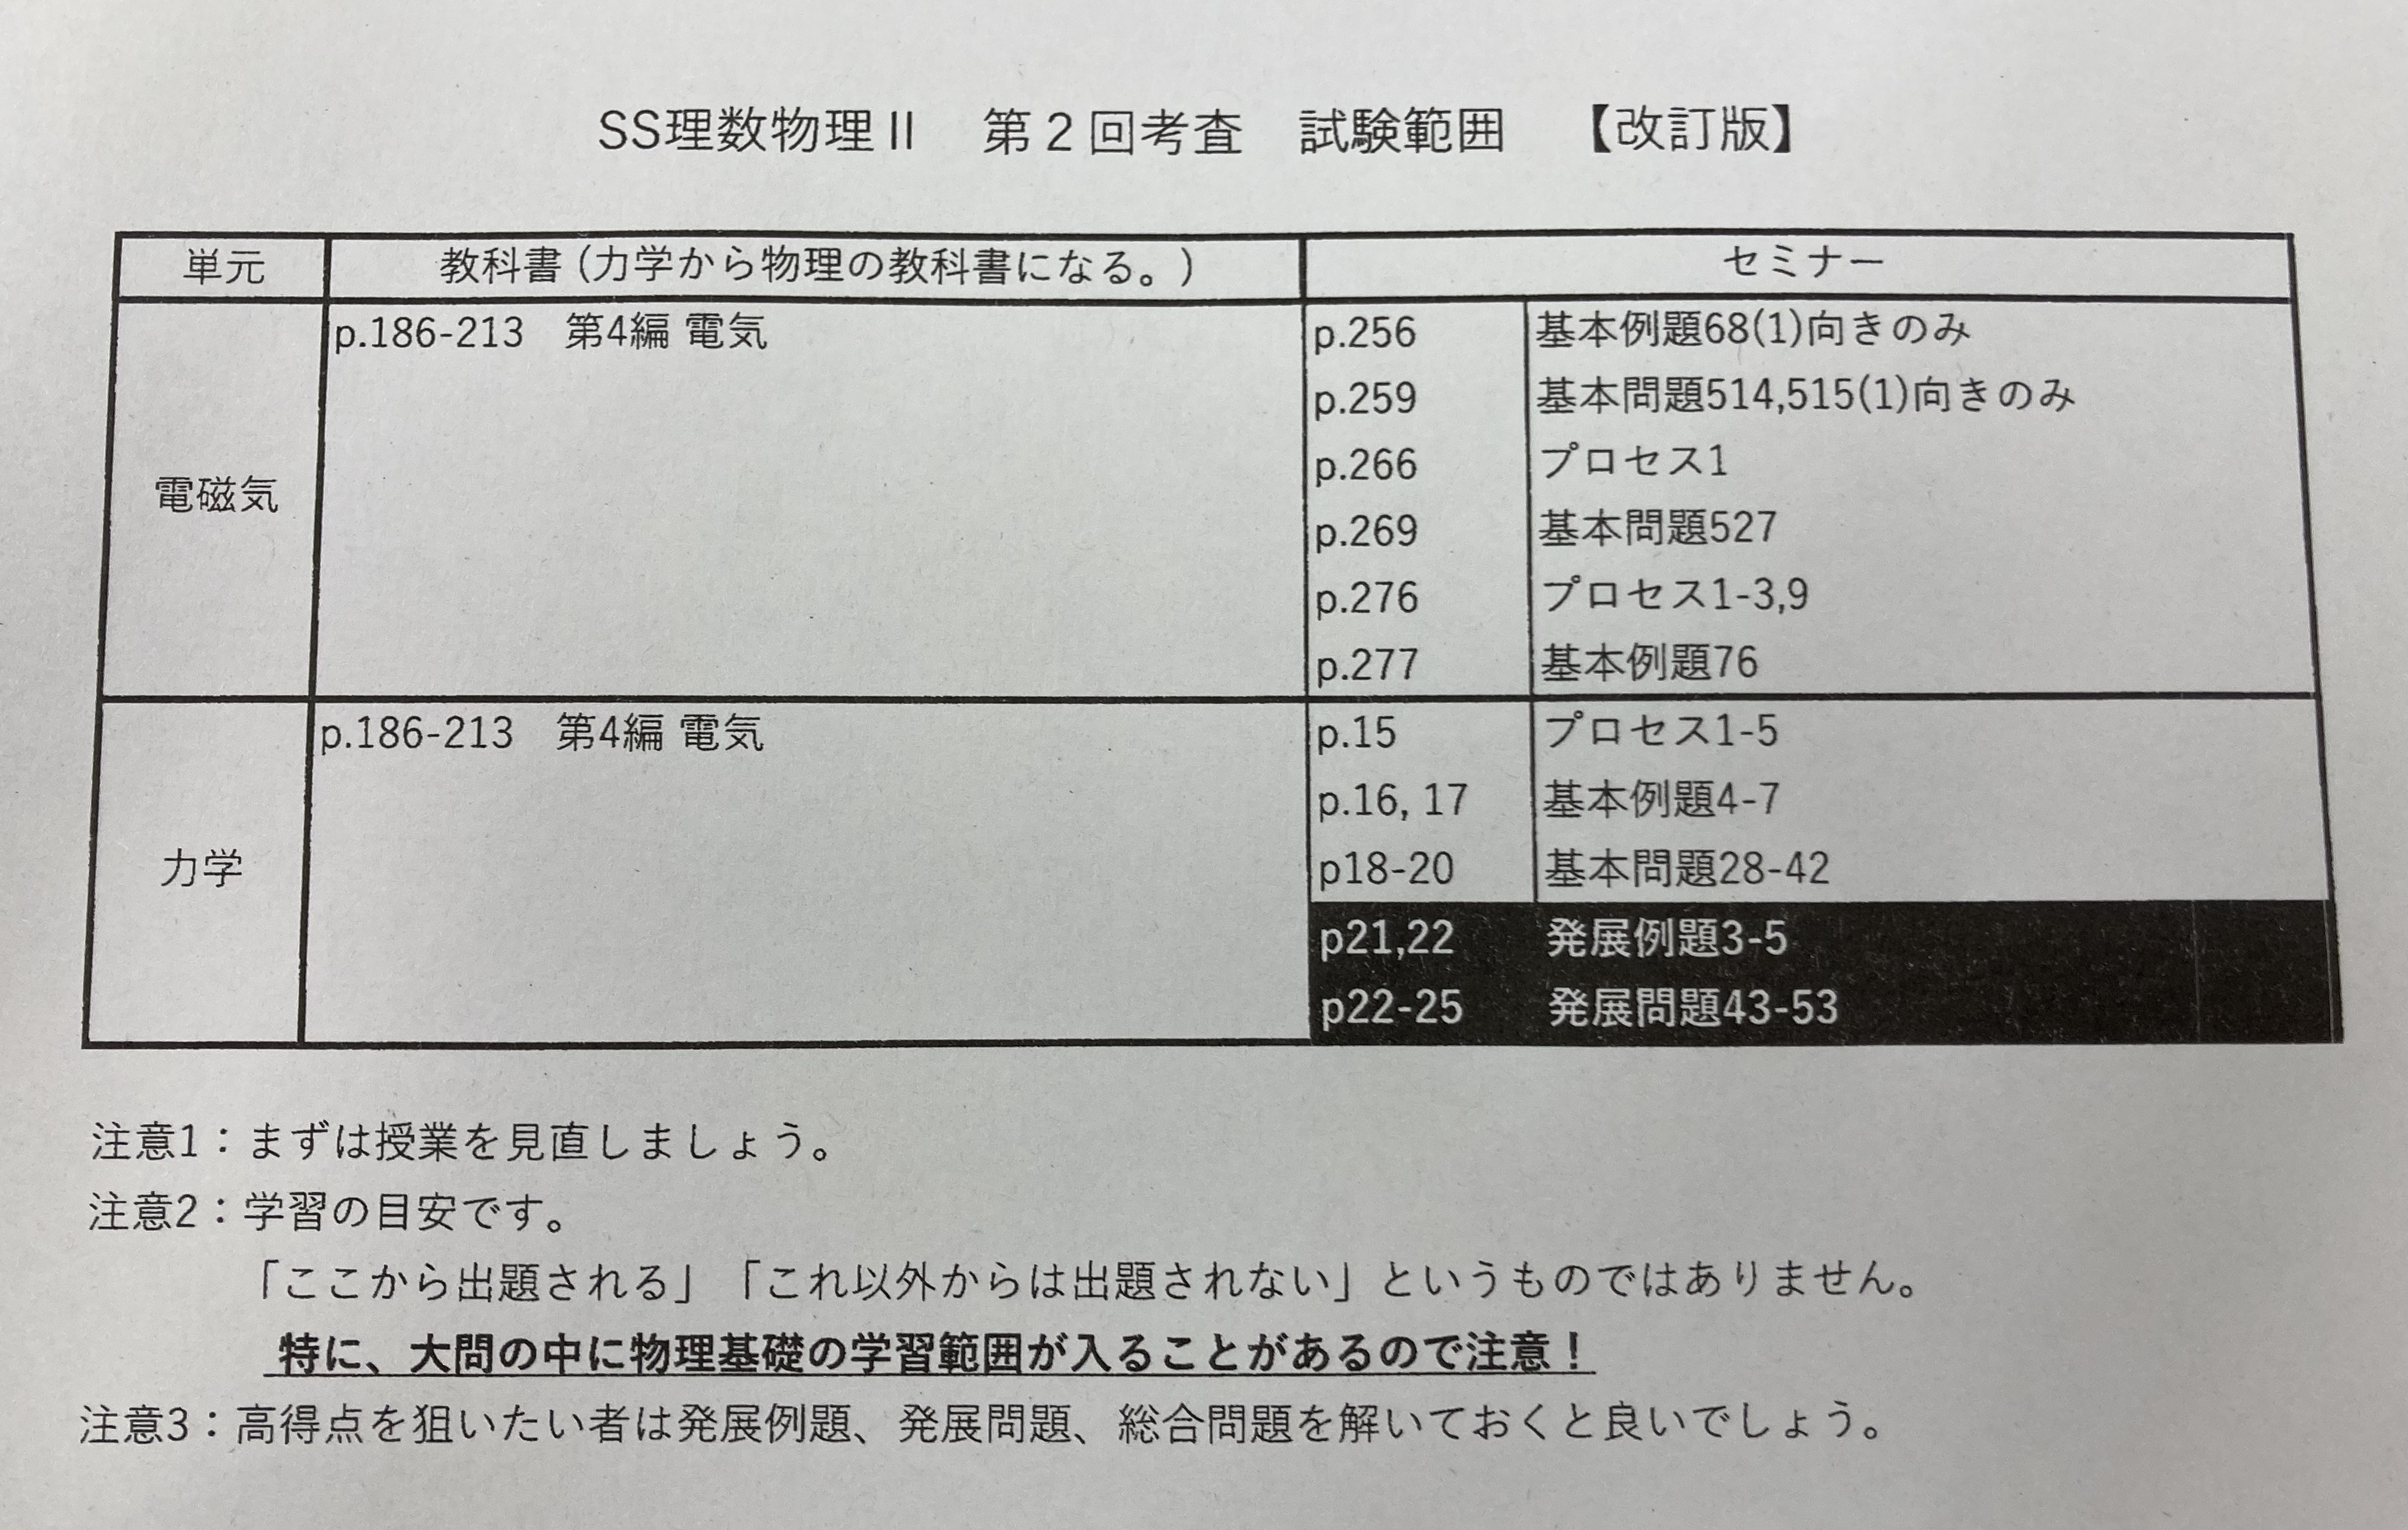 SS理数物理II　第2回考査　試験範囲　【改訂版】
単元 教科書(力学から物理の教科書になる。) セミナー
電磁気 p.186-213　第4編 電気 p.256 基本例題68(1)向きのみ
p.259 基本問題514,515(1)向きのみ
p.266 プロセス1
p.269 基本問題527
p.276 プロセス1-3,9
p.277 基本例題76
力学 p.186-213　第4編 電気 p.15 プロセス1-5
p.16, 17 基本例題4-7
p18-20 基本問題28-42
p21,22 発展例題3-5
p22-25 発展問題43-53
注意1：まずは授業を見直しましょう。
注意2：学習の目安です。
「ここから出題される」「これ以外からは出題されない」というものではありません。
特に、大問の中に物理基礎の学習範囲が入ることがあるので注意！
注意3：高得点を狙いたい者は発展例題、発展問題、総合問題を解いておくと良いでしょう。